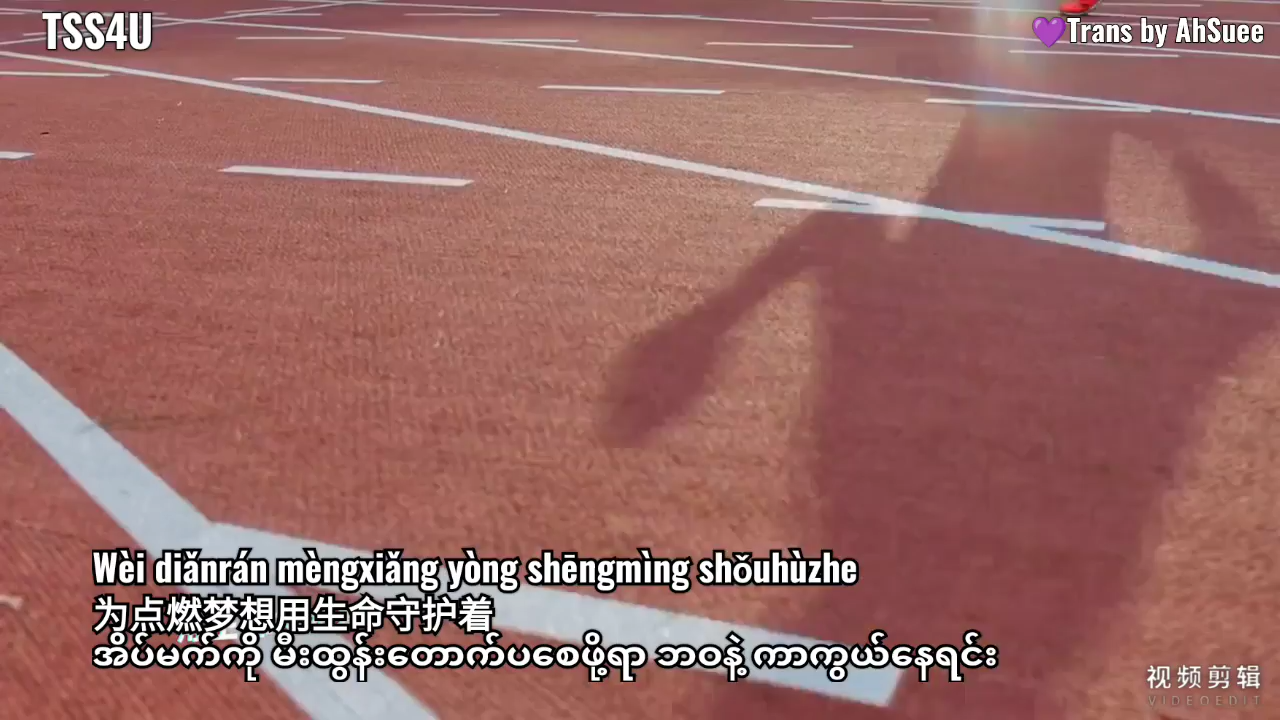 TSS4U
💜Trans by AhSuee
Wèi diǎnrán mèngxiǎng yòng shēngmìng shǒuhùzhe
为点燃梦想用生命守护着
အိပ်မက်ကို မီးထွန်းတောက်ပစေဖို့ရာ ဘဝနဲ့ ကာကွယ်နေရင်း
视频剪辑
VIDEOEDIT